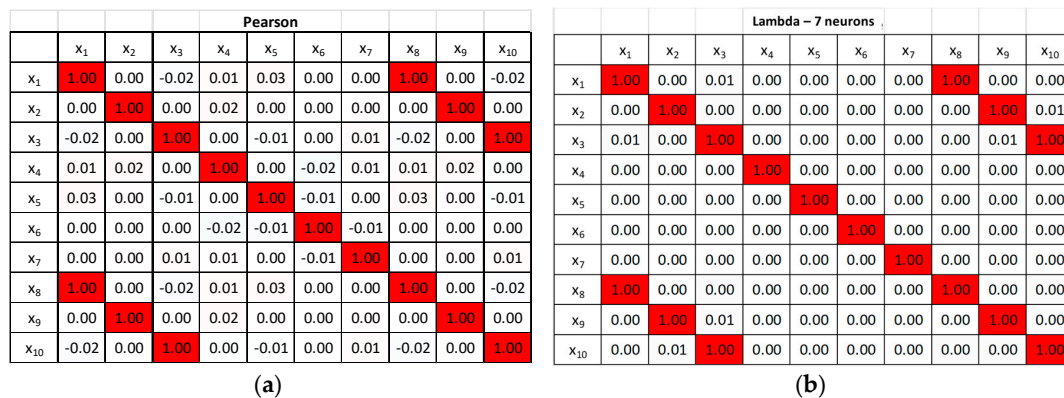 Pearson
x1 x2 x3 x4 x5 x6 x7 x8 x9 x10
x1 1.00 0.00 -0.02 0.01 0.03 0.00 0.00 1.00 0.00 -0.02
x2 0.00 1.00 0.00 0.02 0.00 0.00 0.00 0.00 1.00 0.00
x3 -0.02 0.00 1.00 0.00 -0.01 0.00 0.01 -0.02 0.00 1.00
x4 0.01 0.02 0.00 1.00 0.00 -0.02 0.01 0.01 0.02 0.00
x5 0.03 0.00 -0.01 0.00 1.00 -0.01 0.00 0.03 0.00 -0.01
x6 0.00 0.00 0.00 -0.02 -0.01 1.00 -0.01 0.00 0.00 0.00
x7 0.00 0.00 0.01 0.01 0.00 -0.01 1.00 0.00 0.00 0.01
x8 1.00 0.00 -0.02 0.01 0.03 0.00 0.00 1.00 0.00 -0.02
x9 0.00 1.00 0.00 0.02 0.00 0.00 0.00 0.00 1.00 0.00
x10 -0.02 0.00 1.00 0.00 -0.01 0.00 0.01 -0.02 0.00 1.00
(a)
Lambda – 7 neurons
x1 x2 x3 x4 x5 x6 x7 x8 x9 x10
x1 1.00 0.00 0.01 0.00 0.00 0.00 0.00 1.00 0.00 0.00
x2 0.00 1.00 0.00 0.00 0.00 0.00 0.00 0.00 1.00 0.01
x3 0.01 0.00 1.00 0.00 0.00 0.00 0.00 0.00 0.01 1.00
x4 0.00 0.00 0.00 1.00 0.00 0.00 0.00 0.00 0.00 0.00
x5 0.00 0.00 0.00 0.00 1.00 0.00 0.00 0.00 0.00 0.00
x6 0.00 0.00 0.00 0.00 0.00 1.00 0.00 0.00 0.00 0.00
x7 0.00 0.00 0.00 0.00 0.00 0.00 1.00 0.00 0.00 0.00
x8 1.00 0.00 0.00 0.00 0.00 0.00 0.00 1.00 0.00 0.00
x9 0.00 1.00 0.01 0.00 0.00 0.00 0.00 0.00 1.00 0.00
x10 0.00 0.01 1.00 0.00 0.00 0.00 0.00 0.00 0.00 1.00
(b)